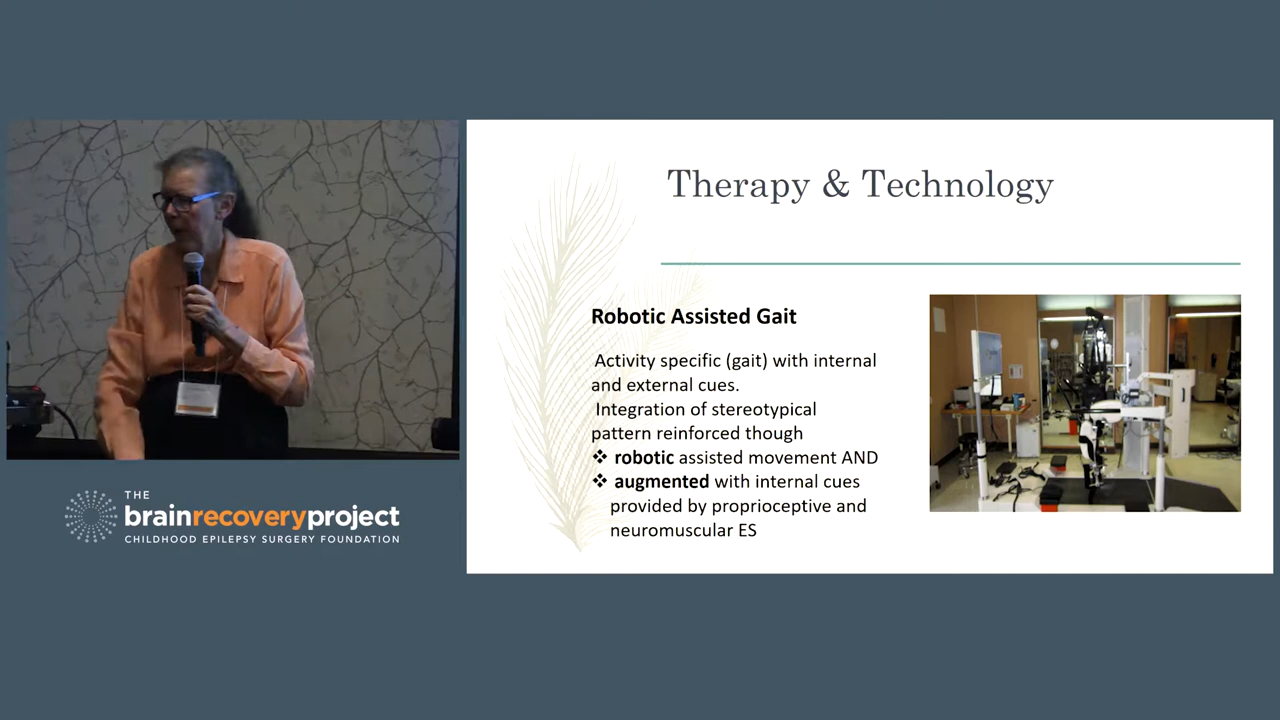 THE
brainrecoveryproject
CHILDHOOD EPILEPSY SURGERY FOUNDATION
Therapy & Technology
Robotic Assisted Gait
Activity specific (gait) with internal
and external cues.
Integration of stereotypical
pattern reinforced though
❖ robotic assisted movement AND
❖ augmented with internal cues
provided by proprioceptive and
neuromuscular ES